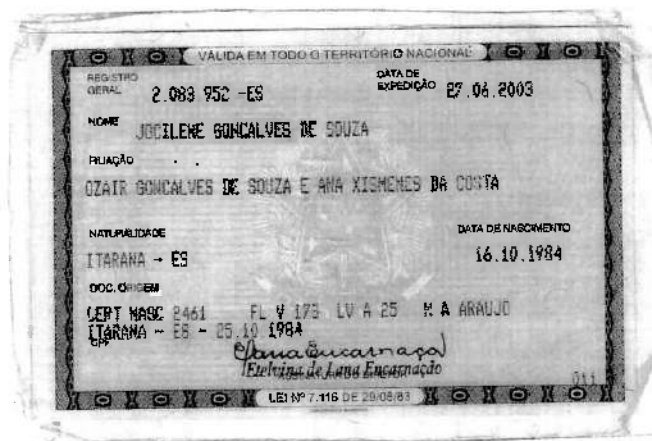 VÁLIDA EM TODO O TERRITÓRIO NACIONAL
REGISTRO GERAL 2.083 952 -ES DATA DE EXPEDIÇÃO 27.06.2003
NOME JOCILENE GONCALVES DE SOUZA
FILIAÇÃO
OZAIR GONCALVES DE SOUZA E ANA XISMENES DA COSTA
NATURALIDADE DATA DE NASCIMENTO
ITARANA - ES 16.10.1984
DOC. ORIGEM
CERT NASC 2461 FL V 173 LV A 25 M A ARAUJO
ITARANA - ES - 25.10 1984
CPF
Etelvina de Lana Encarnação
ASSINATURA DO DIRETOR
011
LEI Nº 7.116 DE 29/08/83